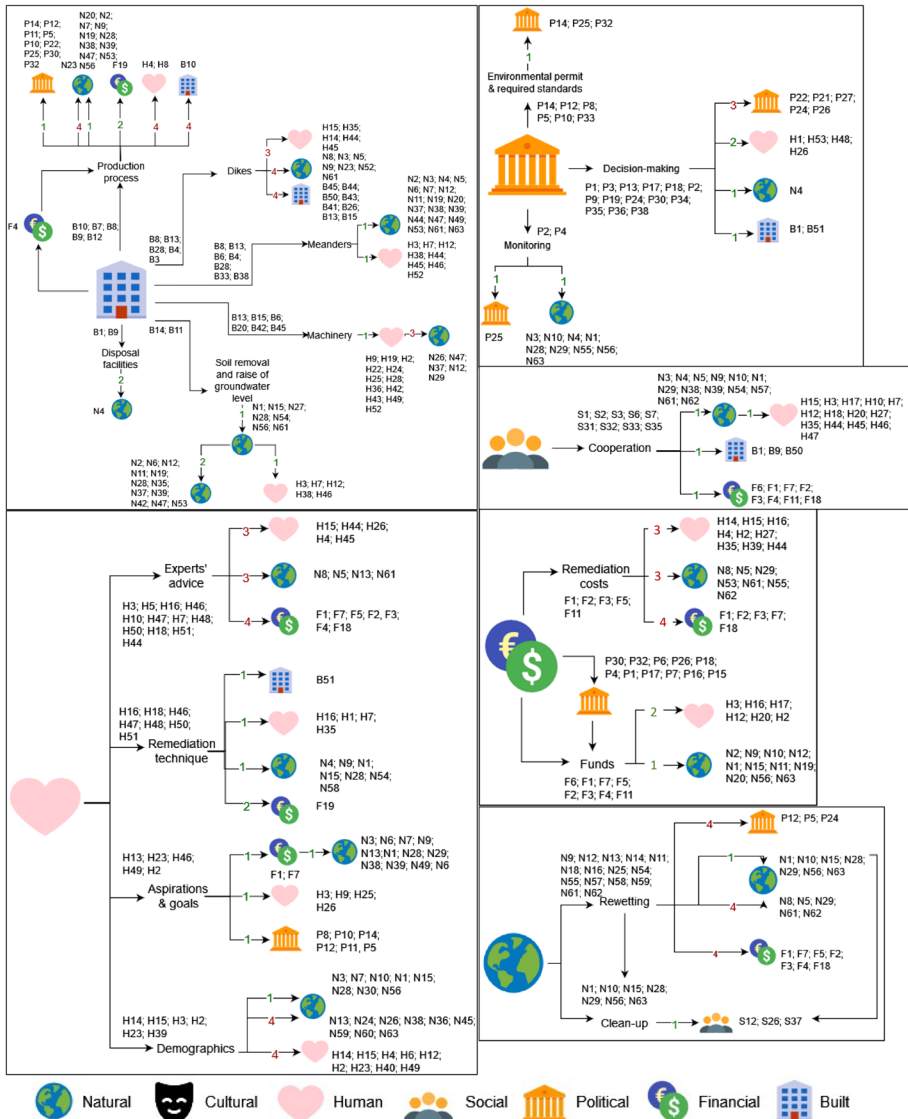 P14; P12;
P11; P5;
P10; P22;
P25; P30;
P32
N20; N2;
N7; N9;
N19; N28;
N38; N39;
N47; N53;
N23
N56
F19
H4; H8
B10
1
4
1
2
4
4
Production
process
F4
B10; B7; B8;
B9; B12
Dikes
3
4
4
H15; H35;
H14; H44;
H45
N8; N3; N5;
N9; N23; N52;
N61
B45; B44;
B50; B43;
B41; B26;
B13; B15
B8; B13;
B28; B4;
B3
B8; B13;
B6; B4;
B28;
B33; B38
Meanders
1
1
N2; N3; N4; N5;
N6; N7; N12;
N11; N19; N20;
N37; N38; N39;
N44; N47; N49;
N53; N61; N63
H3; H7; H12;
H38; H44;
H45; H46;
H52
B13; B15; B6;
B20; B42; B45
Machinery
1
3
H9; H19; H2;
H22; H24;
H25; H28;
H36; H42;
H43; H49;
H52
N26; N47;
N37; N12;
N29
B1; B9
Disposal
facilities
2
N4
B14; B11
Soil removal
and raise of
groundwater
level
1
N1; N15; N27;
N28; N54;
N56; N61
2
1
N2; N6; N12;
N11; N19;
N28; N35;
N37; N39;
N42; N47; N53
H3; H7; H12;
H38; H46
P14; P25; P32
1
Environmental permit
& required standards
P14; P12; P8;
P5; P10; P33
Decision-making
P1; P3; P13; P17; P18; P2;
P9; P19; P24; P30; P34;
P35; P36; P38
3
2
1
1
P22; P21; P27;
P24; P26
H1; H53; H48;
H26
N4
B1; B51
P2; P4
Monitoring
1
1
P25
N3; N10; N4; N1;
N28; N29; N55; N56;
N63
S1; S2; S3; S6; S7;
S31; S32; S33; S35
Cooperation
N3; N4; N5; N9; N10; N1;
N29; N38; N39; N54; N57;
N61; N62
1
1
1
1
H15; H3; H17; H10; H7;
H12; H18; H20; H27;
H35; H44; H45; H46;
H47
B1; B9; B50
F6; F1; F7; F2;
F3; F4; F11; F18
Experts'
advice
3
3
4
H15; H44; H26;
H4; H45
N8; N5; N13; N61
F1; F7; F5; F2; F3;
F4; F18
H3; H5; H16; H46;
H10; H47; H7; H48;
H50; H18; H51;
H44
H16; H18; H46;
H47; H48; H50;
H51
Remediation
technique
1
1
1
2
B51
H16; H1; H7;
H35
N4; N9; N1;
N15; N28; N54;
N58
F19
H13; H23; H46;
H49; H2
Aspirations
& goals
1
1
1
1
F1; F7
N3; N6; N7; N9;
N13;N1; N28; N29;
N38; N39; N49; N6
H3; H9; H25;
H26
P8; P10; P14;
P12; P11; P5
H14; H15; H3; H2;
H23; H39
Demographics
1
4
4
N3; N7; N10; N1; N15;
N28; N30; N56
N13; N24; N26; N38; N36; N45;
N59; N60; N63
H14; H15; H4; H6; H12;
H2; H23; H40; H49
Remediation
costs
F1; F2; F3; F5;
F11
3
3
4
H14, H15; H16;
H4; H2; H27;
H35; H39; H44
N8; N5; N29;
N53; N61; N55;
N62
F1; F2; F3; F7;
F18
P30; P32; P6; P26; P18;
P4; P1; P17; P7; P16; P15
Funds
F6; F1; F7; F5;
F2; F3; F4; F11
2
1
H3; H16; H17;
H12; H20; H2
N2; N9; N10; N12;
N1; N15; N11; N19;
N20; N56; N63
N9; N12; N13; N14; N11;
N18; N16; N25; N54;
N55; N57; N58; N59;
N61; N62
Rewetting
4
1
4
4
P12; P5; P24
N1; N10; N15; N28;
N29; N56; N63
N8; N5; N29;
N61; N62
F1; F7; F5; F2;
F3; F4; F18
N1; N10; N15; N28;
N29; N56; N63
Clean-up
1
S12; S26; S37
Natural
Cultural
Human
Social
Political
Financial
Built